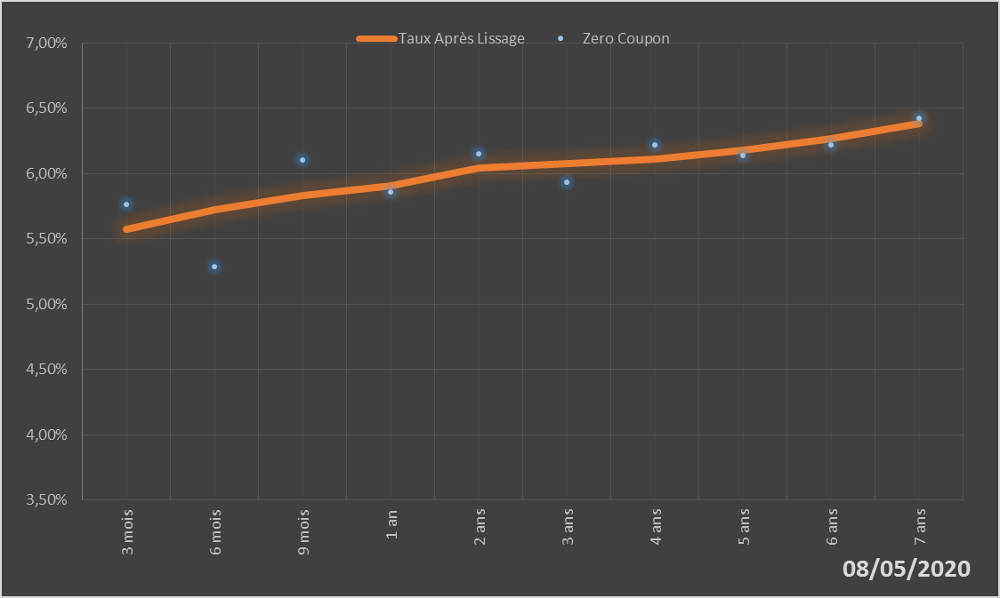 Taux Après Lissage
Zero Coupon
7,00%
6,50%
6,00%
5,50%
5,00%
4,50%
4,00%
3,50%
3 mois
6 mois
9 mois
1 an
2 ans
3 ans
4 ans
5 ans
6 ans
7 ans
08/05/2020